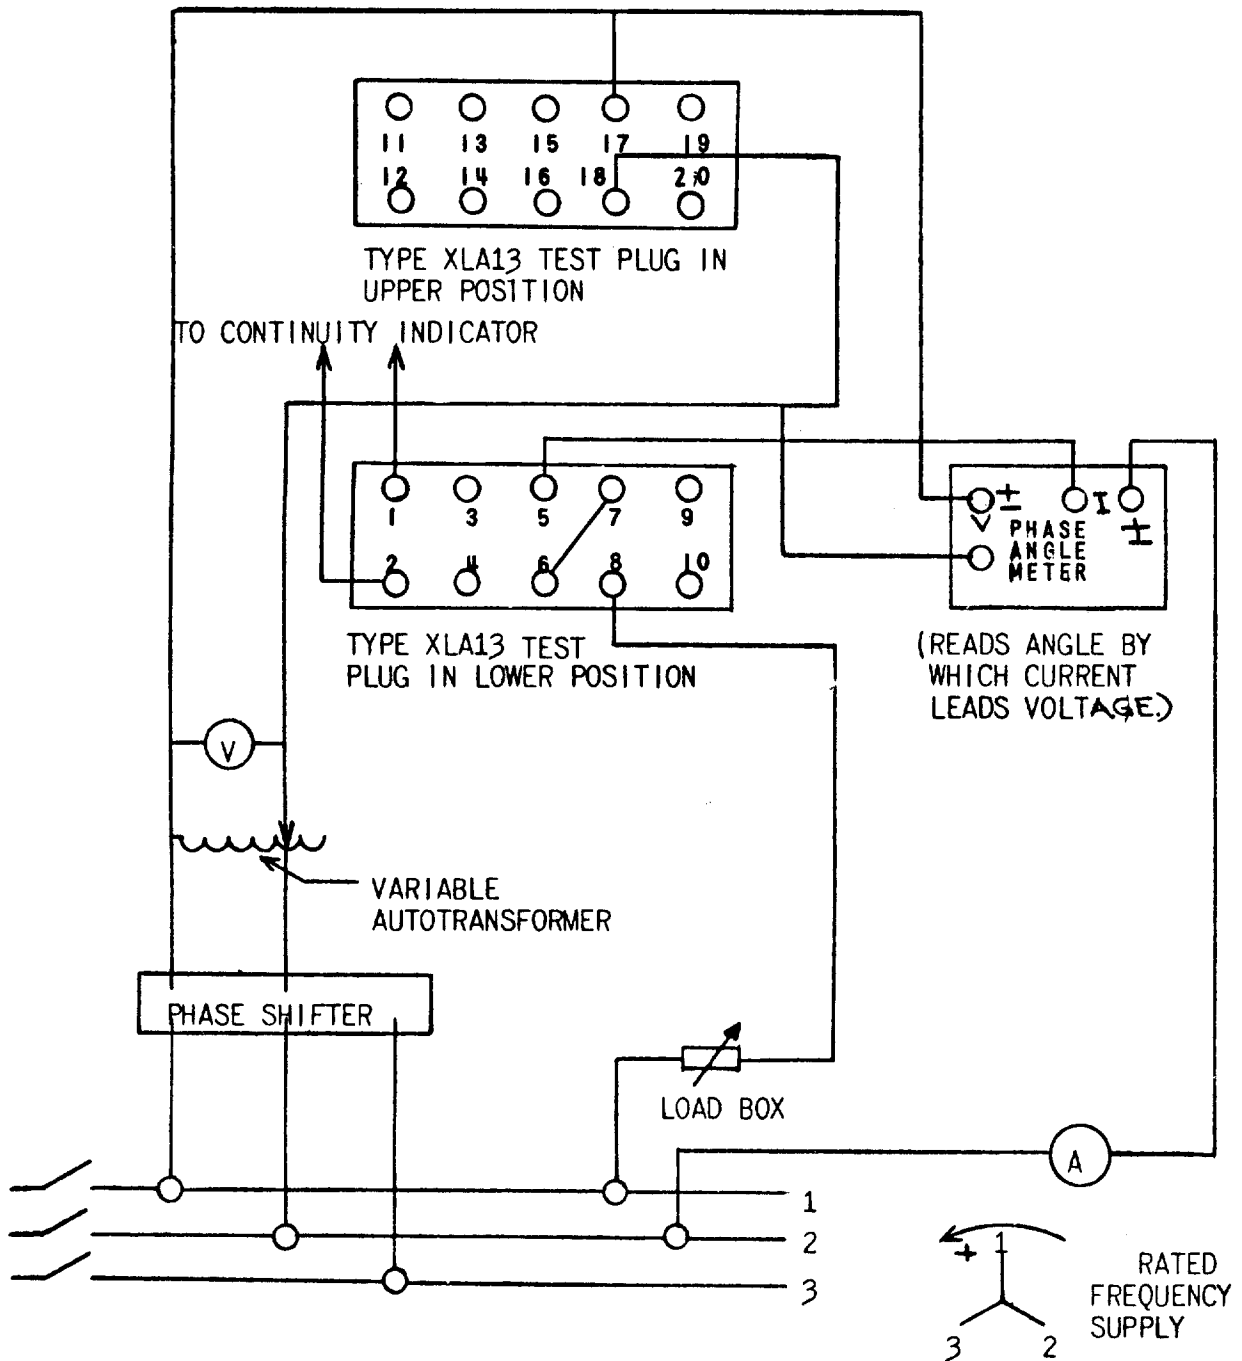 11 13 15 17 19
12 14 16 18 20
TYPE XLA13 TEST PLUG IN
UPPER POSITION
TO CONTINUITY INDICATOR
1 3 5 7 9
2 4 6 8 10
± I ±
V
PHASE
ANGLE
METER
TYPE XLA13 TEST
PLUG IN LOWER POSITION
(READS ANGLE BY
WHICH CURRENT
LEADS VOLTAGE.)
V
VARIABLE
AUTOTRANSFORMER
PHASE SHIFTER
LOAD BOX
A
1
2
3
+ 1
3 2
RATED
FREQUENCY
SUPPLY